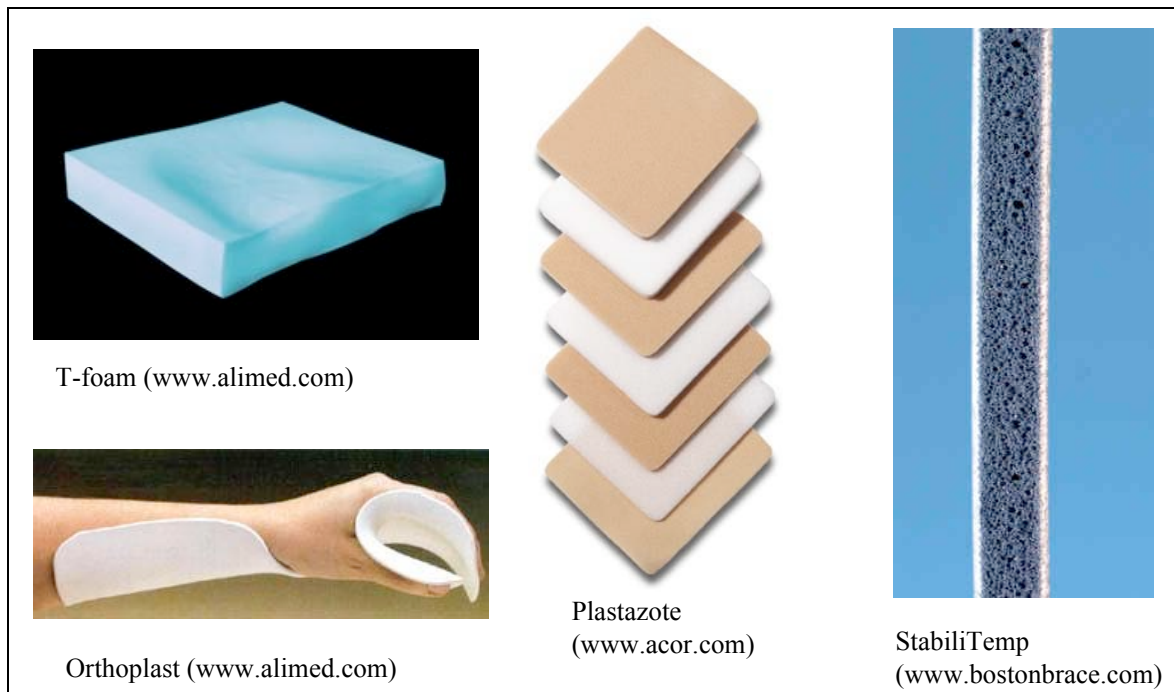 T-foam (www.alimed.com)
Orthoplast (www.alimed.com)
Plastazote
(www.acor.com)
StabiliTemp
(www.bostonbrace.com)